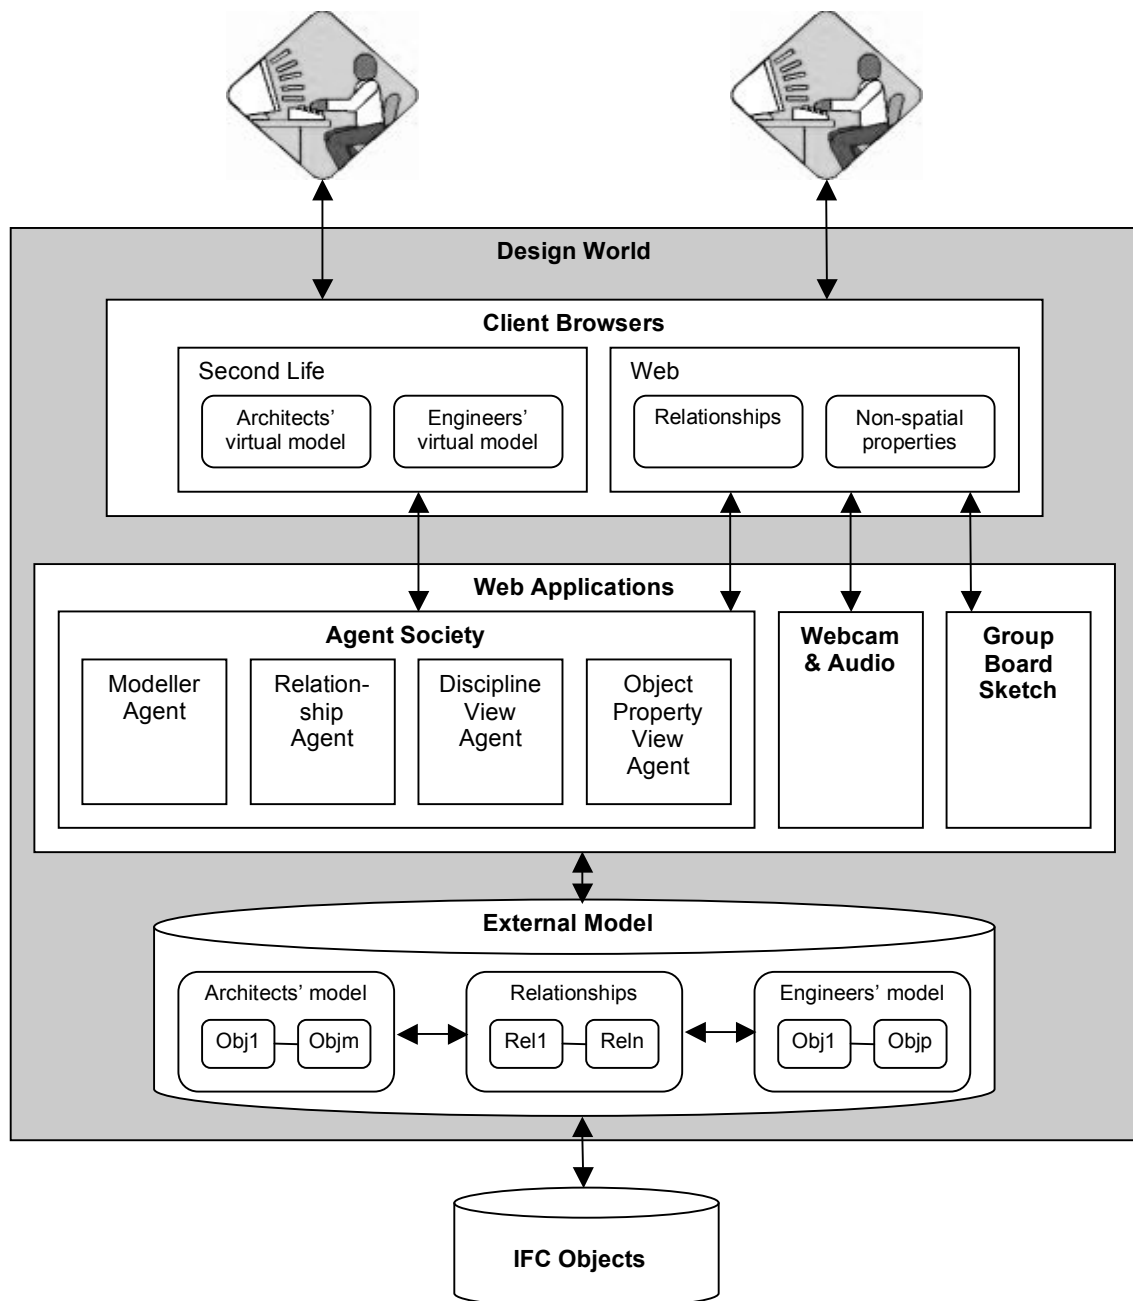 Design World
Client Browsers
Second Life
Architects’
virtual model
Engineers’
virtual model
Web
Relationships
Non-spatial
properties
Web Applications
Agent Society
Modeller
Agent
Relation-
ship
Agent
Discipline
View
Agent
Object
Property
View
Agent
Webcam
& Audio
Group
Board
Sketch
External Model
Architects’ model
Obj1
Objm
Relationships
Rel1
Reln
Engineers’ model
Obj1
Objp
IFC Objects